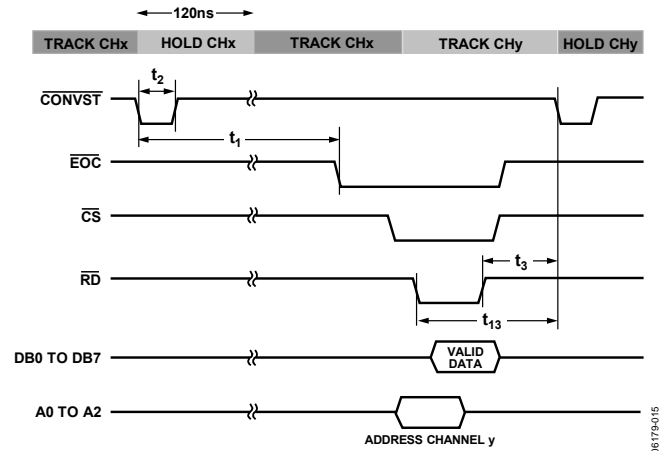 120ns
TRACK CHx HOLD CHx TRACK CHx TRACK CHy HOLD CHy
t2
CONVST
t1
EOC
CS
t3
RD
t13
DB0 TO DB7
VALID
DATA
A0 TO A2
ADDRESS CHANNEL y
06179-015